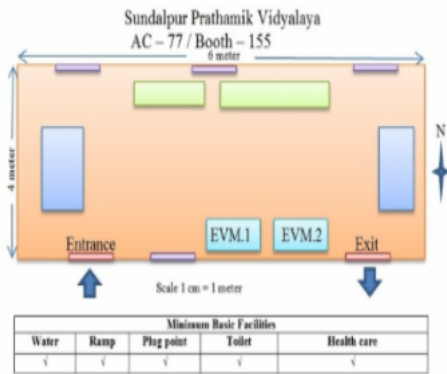 Sundalpur Prathamik Vidyalaya
AC – 77 / Booth – 155
6 meter
4 meter
N
EVM.1 EVM.2
Entrance Exit
Scale 1 cm = 1 meter
Minimum Basic Facilities
Water Ramp Plug point Toilet Health care
√ √ √ √ √